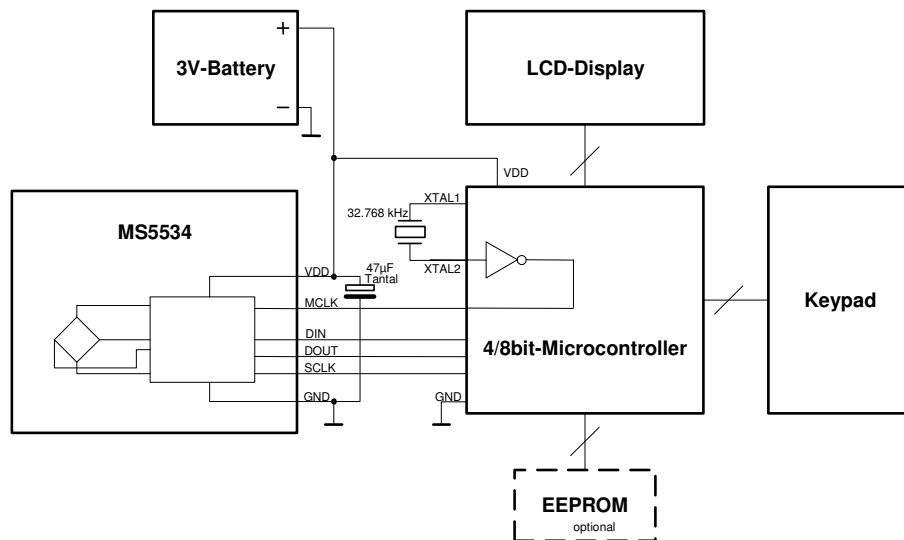 +
3V-Battery
−
LCD-Display
VDD
XTAL1
32.768 kHz
XTAL2
MS5534
VDD
47µF
Tantal
MCLK
DIN
DOUT
SCLK
GND
4/8bit-Microcontroller
GND
Keypad
EEPROM
optional